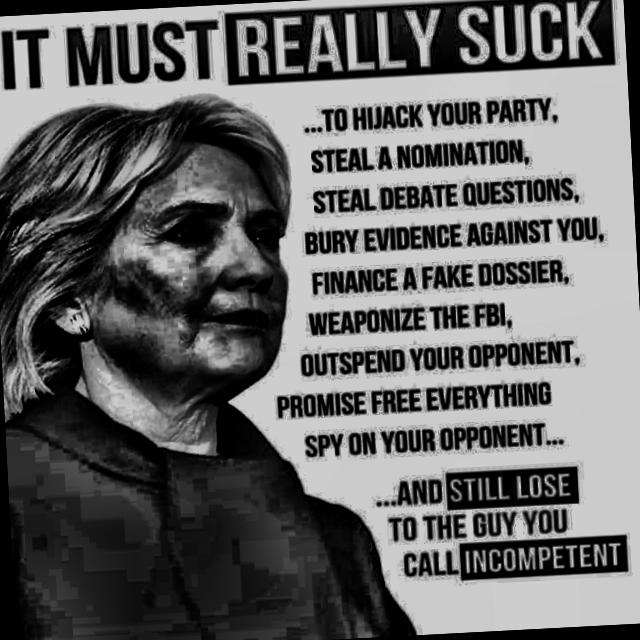 IT MUST REALLY SUCK
...TO HIJACK YOUR PARTY,
STEAL A NOMINATION,
STEAL DEBATE QUESTIONS,
BURY EVIDENCE AGAINST YOU,
FINANCE A FAKE DOSSIER,
WEAPONIZE THE FBI,
OUTSPEND YOUR OPPONENT,
PROMISE FREE EVERYTHING
SPY ON YOUR OPPONENT...
...AND STILL LOSE
TO THE GUY YOU
CALL INCOMPETENT